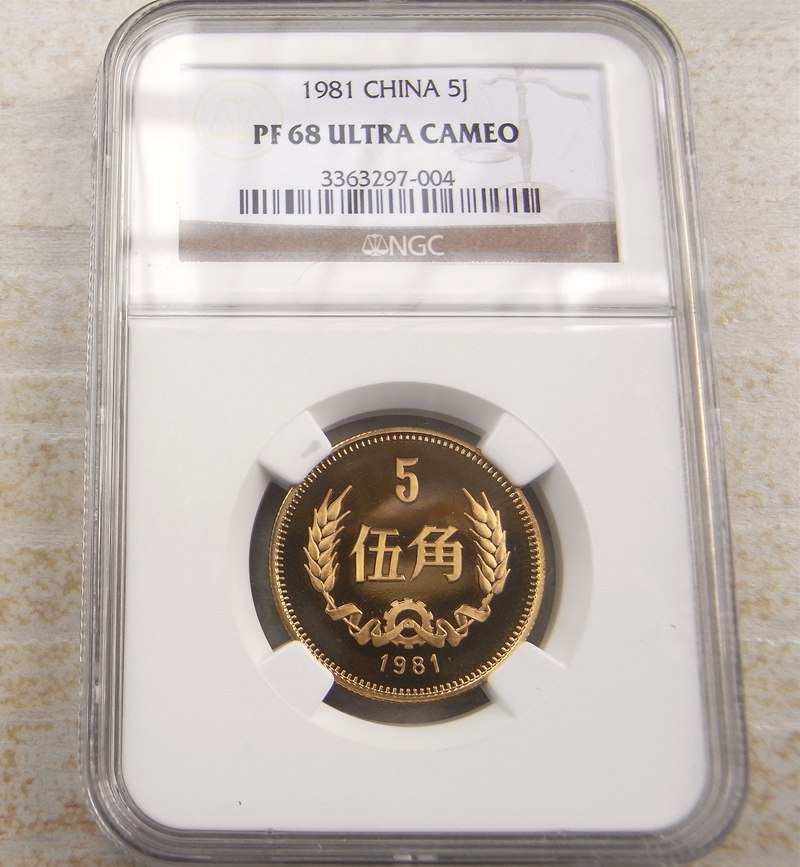 1981 CHINA 5J
PF 68 ULTRA CAMEO
3363297-004
NGC
5
伍角
1981